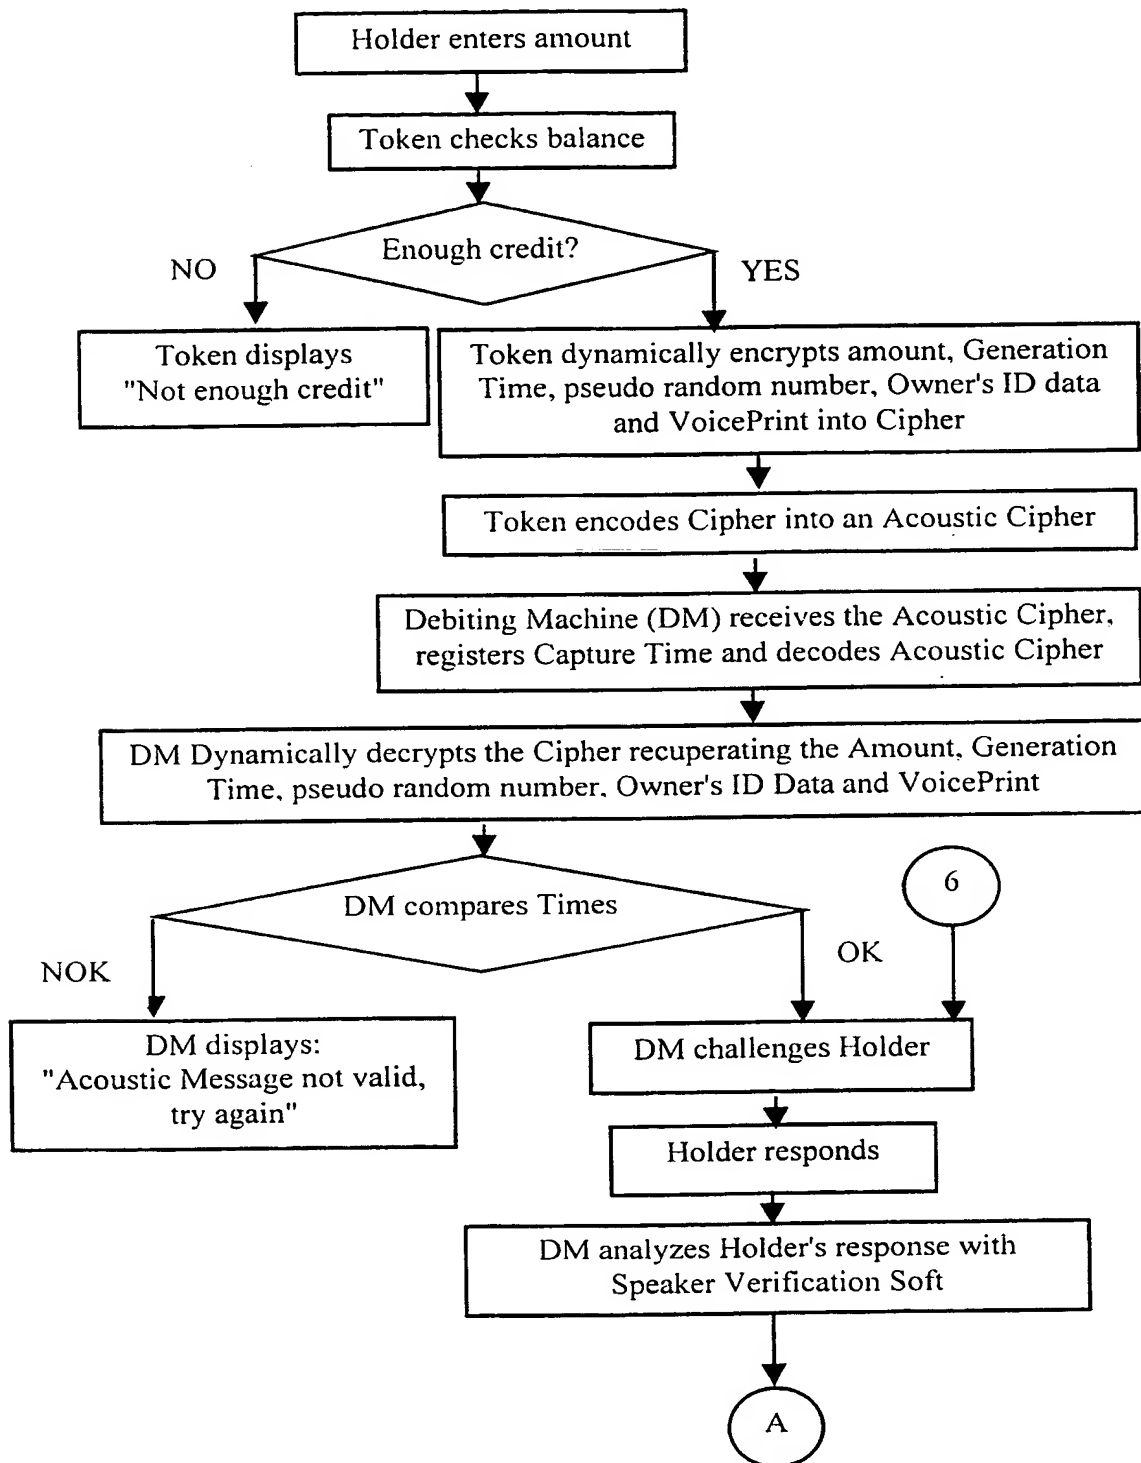 Holder enters amount
Token checks balance
Enough credit?
NO
YES
Token displays
"Not enough credit"
Token dynamically encrypts amount, Generation
Time, pseudo random number, Owner's ID data
and VoicePrint into Cipher
Token encodes Cipher into an Acoustic Cipher
Debiting Machine (DM) receives the Acoustic Cipher,
registers Capture Time and decodes Acoustic Cipher
DM Dynamically decrypts the Cipher recuperating the Amount, Generation
Time, pseudo random number, Owner's ID Data and VoicePrint
DM compares Times
6
NOK
OK
DM displays:
"Acoustic Message not valid,
try again"
DM challenges Holder
Holder responds
DM analyzes Holder's response with
Speaker Verification Soft
A